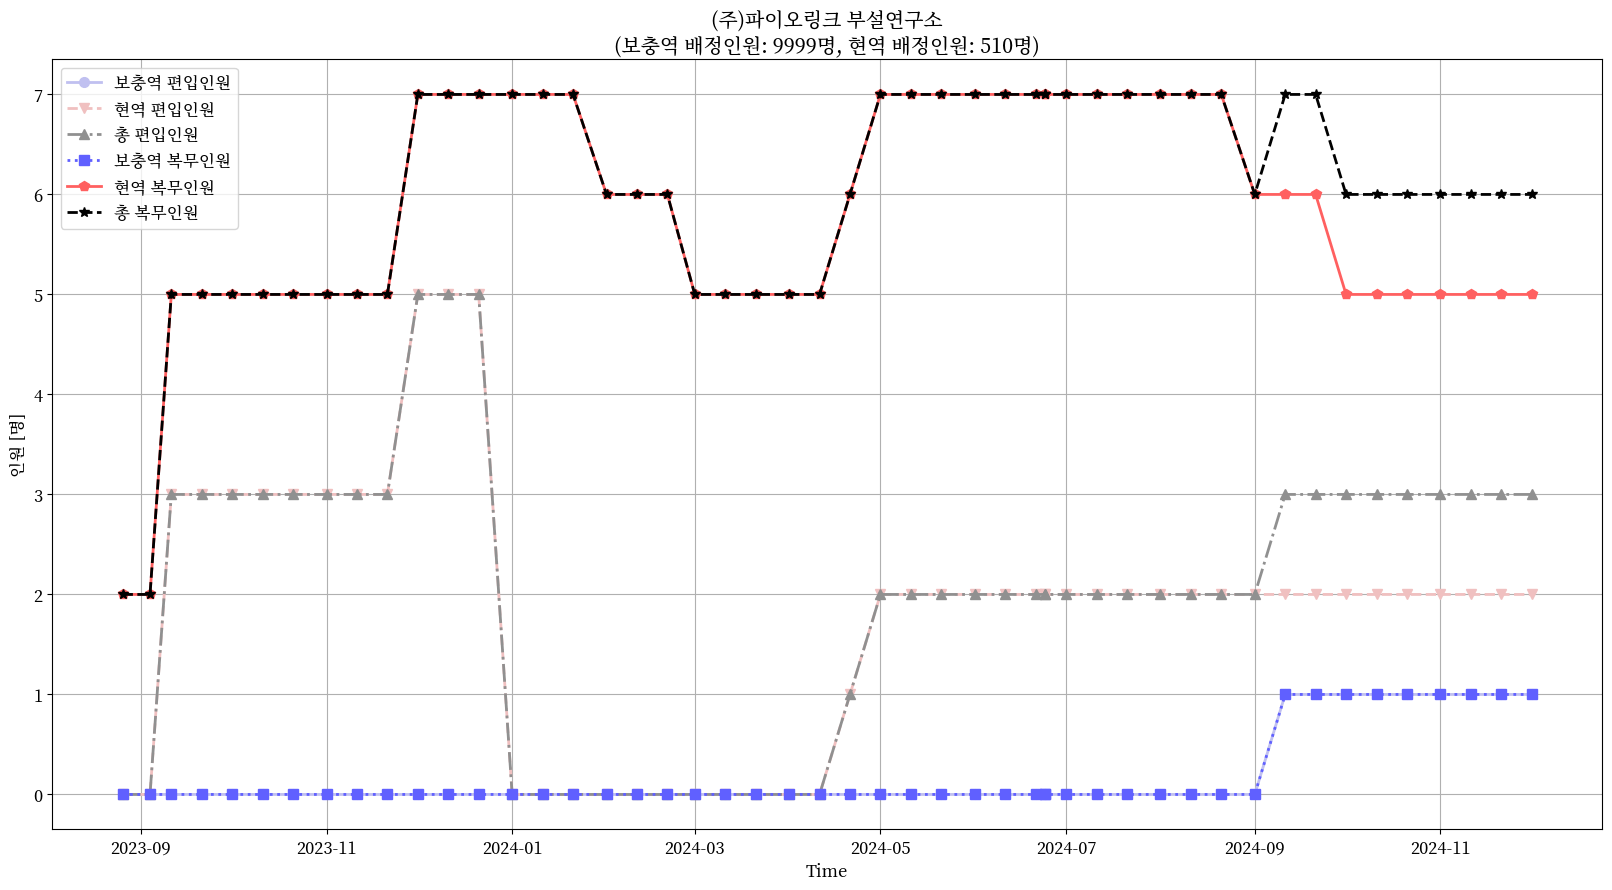 (주)파이오링크 부설연구소
(보충역 배정인원: 9999명, 현역 배정인원: 510명)
보충역 편입인원
현역 편입인원
총 편입인원
보충역 복무인원
현역 복무인원
총 복무인원
인원 [명]
7
6
5
4
3
2
1
0
2023-09 2023-11 2024-01 2024-03 2024-05 2024-07 2024-09 2024-11
Time